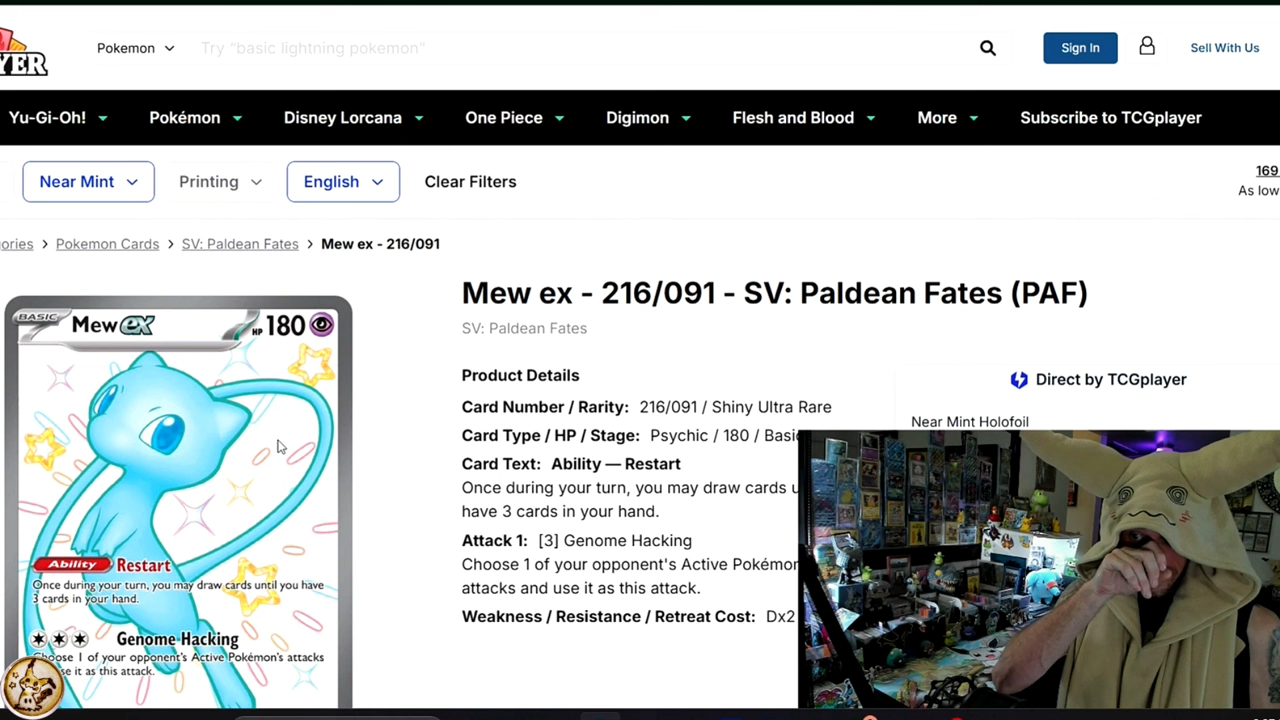 YER
Pokemon
Try "basic lightning pokemon"
Sign In
Sell With Us
Yu-Gi-Oh!
Pokémon
Disney Lorcana
One Piece
Digimon
Flesh and Blood
More
Subscribe to TCGplayer
Near Mint
Printing
English
Clear Filters
169
As low
ories > Pokemon Cards > SV: Paldean Fates > Mew ex - 216/091
Mew ex - 216/091 - SV: Paldean Fates (PAF)
SV: Paldean Fates
Product Details
Card Number / Rarity: 216/091 / Shiny Ultra Rare
Card Type / HP / Stage: Psychic / 180 / Basic
Card Text: Ability — Restart
Once during your turn, you may draw cards u
have 3 cards in your hand.
Attack 1: [3] Genome Hacking
Choose 1 of your opponent's Active Pokémon
attacks and use it as this attack.
Weakness / Resistance / Retreat Cost: Dx2
Direct by TCGplayer
Near Mint Holofoil
BASIC
Mew ex HP 180
Ability Restart
Once during your turn, you may draw cards until you have
3 cards in your hand.
Genome Hacking
Choose 1 of your opponent's Active Pokémon's attacks
se it as this attack.